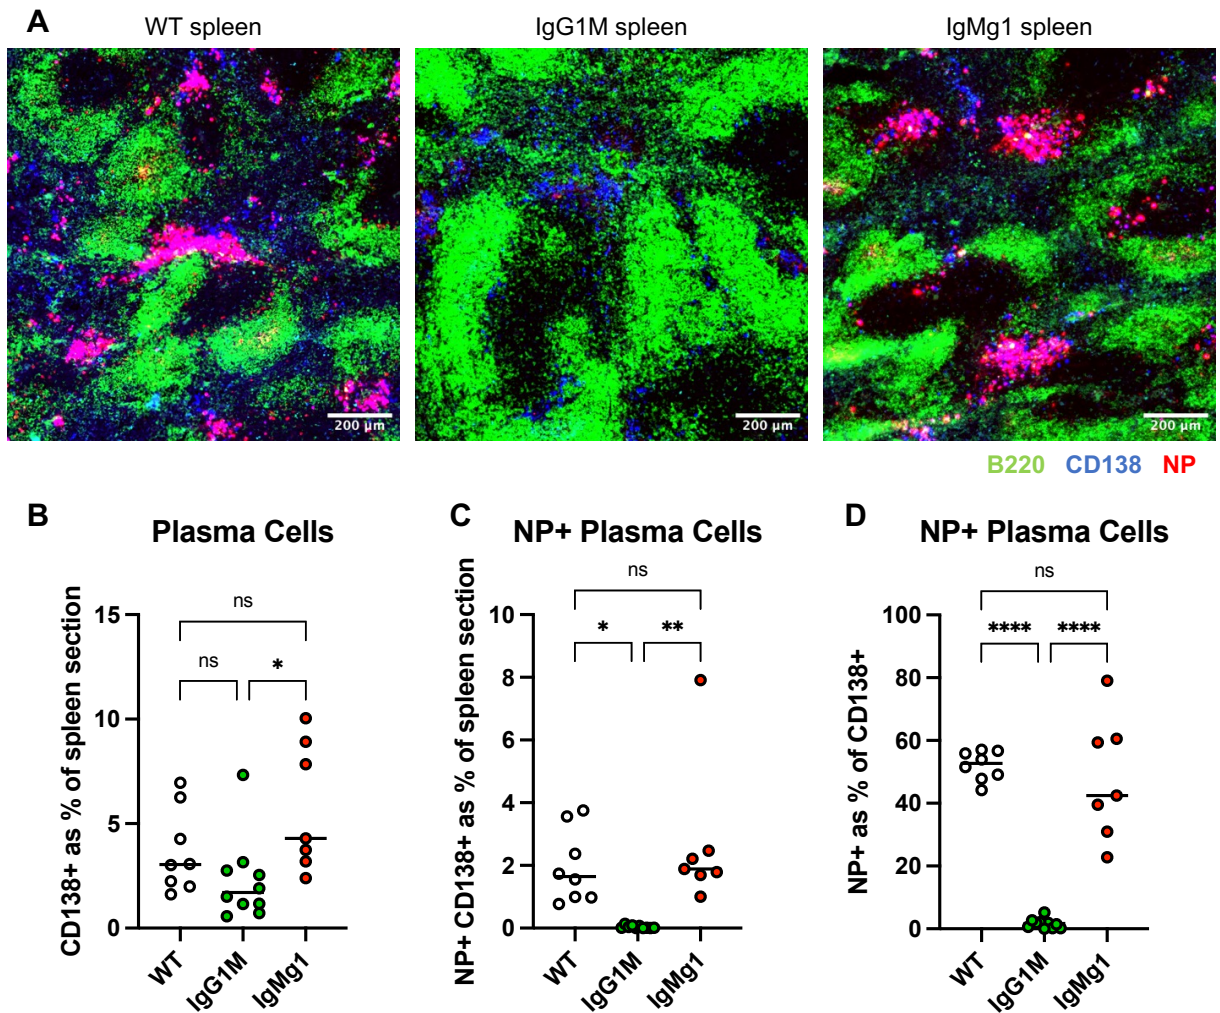 A
WT spleen
IgG1M spleen
IgMg1 spleen
200 µm
200 µm
200 µm
B220 CD138 NP
B
Plasma Cells
CD138+ as % of spleen section
15
10
5
0
ns
ns
*
WT
IgG1M
IgMg1
C
NP+ Plasma Cells
NP+ CD138+ as % of spleen section
10
8
6
4
2
0
ns
*
**
WT
IgG1M
IgMg1
D
NP+ Plasma Cells
NP+ as % of CD138+
100
80
60
40
20
0
ns
****
****
WT
IgG1M
IgMg1